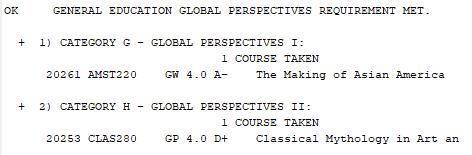 OK GENERAL EDUCATION GLOBAL PERSPECTIVES REQUIREMENT MET.
+ 1) CATEGORY G - GLOBAL PERSPECTIVES I:
1 COURSE TAKEN
20261 AMST220 GW 4.0 A- The Making of Asian America
+ 2) CATEGORY H - GLOBAL PERSPECTIVES II:
1 COURSE TAKEN
20253 CLAS280 GP 4.0 D+ Classical Mythology in Art an